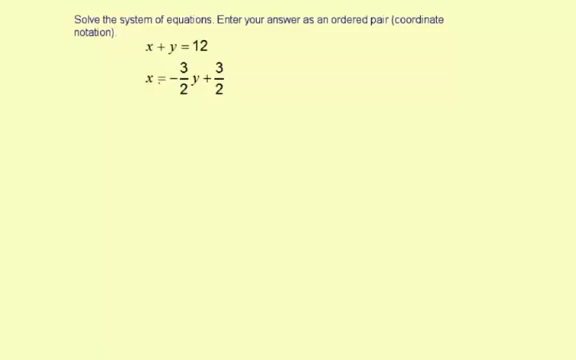 Solve the system of equations. Enter your answer as an ordered pair (coordinate
notation).
x + y = 12
x = -3/2 y + 3/2